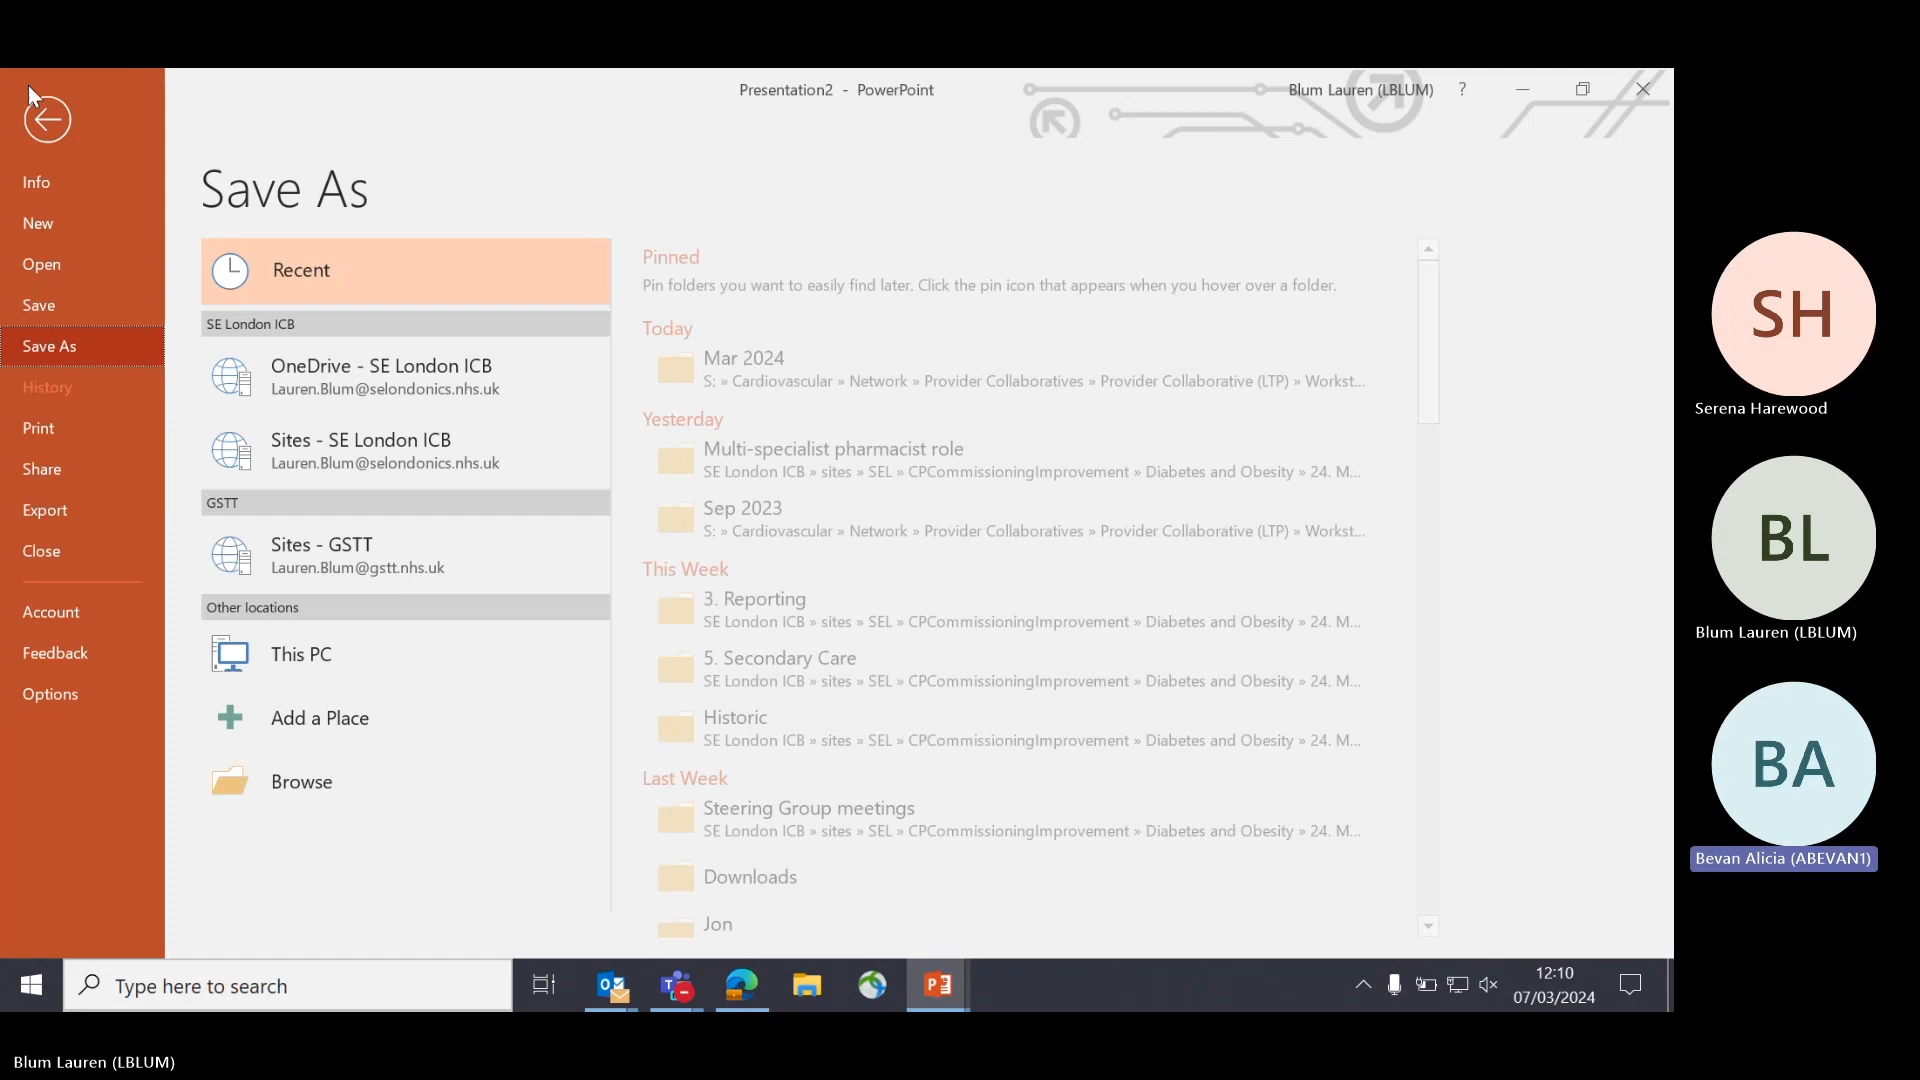 Presentation2 - PowerPoint
Blum Lauren (LBLUM)
?
Info
New
Open
Save
Save As
History
Print
Share
Export
Close
Account
Feedback
Options
Save As
Recent
SE London ICB
OneDrive - SE London ICB
Lauren.Blum@selondonics.nhs.uk
Sites - SE London ICB
Lauren.Blum@selondonics.nhs.uk
GSTT
Sites - GSTT
Lauren.Blum@gstt.nhs.uk
Other locations
This PC
Add a Place
Browse
Pinned
Pin folders you want to easily find later. Click the pin icon that appears when you hover over a folder.
Today
Mar 2024
S: » Cardiovascular » Network » Provider Collaboratives » Provider Collaborative (LTP) » Workst...
Yesterday
Multi-specialist pharmacist role
SE London ICB » sites » SEL » CPCommissioningImprovement » Diabetes and Obesity » 24. M...
Sep 2023
S: » Cardiovascular » Network » Provider Collaboratives » Provider Collaborative (LTP) » Workst...
This Week
3. Reporting
SE London ICB » sites » SEL » CPCommissioningImprovement » Diabetes and Obesity » 24. M...
5. Secondary Care
SE London ICB » sites » SEL » CPCommissioningImprovement » Diabetes and Obesity » 24. M...
Historic
SE London ICB » sites » SEL » CPCommissioningImprovement » Diabetes and Obesity » 24. M...
Last Week
Steering Group meetings
SE London ICB » sites » SEL » CPCommissioningImprovement » Diabetes and Obesity » 24. M...
Downloads
Jon
SH
Serena Harewood
BL
Blum Lauren (LBLUM)
BA
Bevan Alicia (ABEVAN1)
Type here to search
12:10
07/03/2024
Blum Lauren (LBLUM)